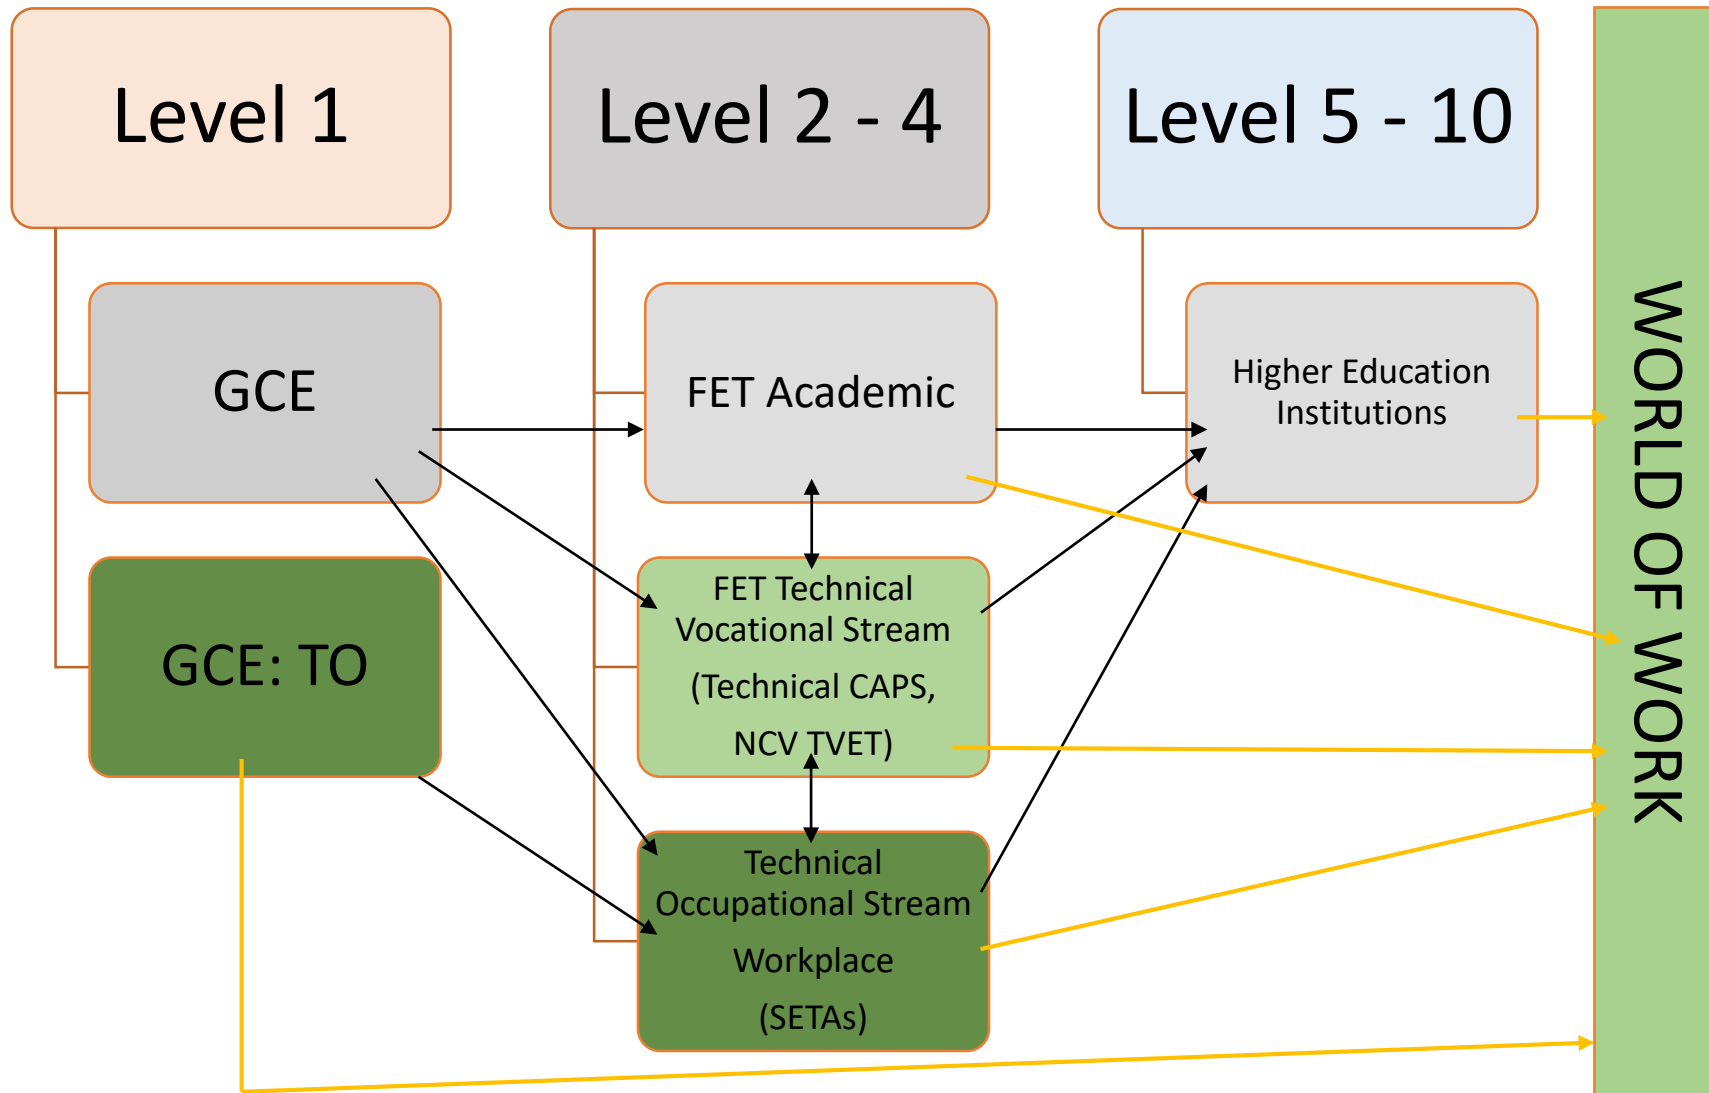 Level 1
Level 2 - 4
Level 5 - 10
GCE
FET Academic
Higher Education
Institutions
GCE: TO
FET Technical
Vocational Stream
(Technical CAPS,
NCV TVET)
Technical
Occupational Stream
Workplace
(SETAs)
WORLD OF WORK